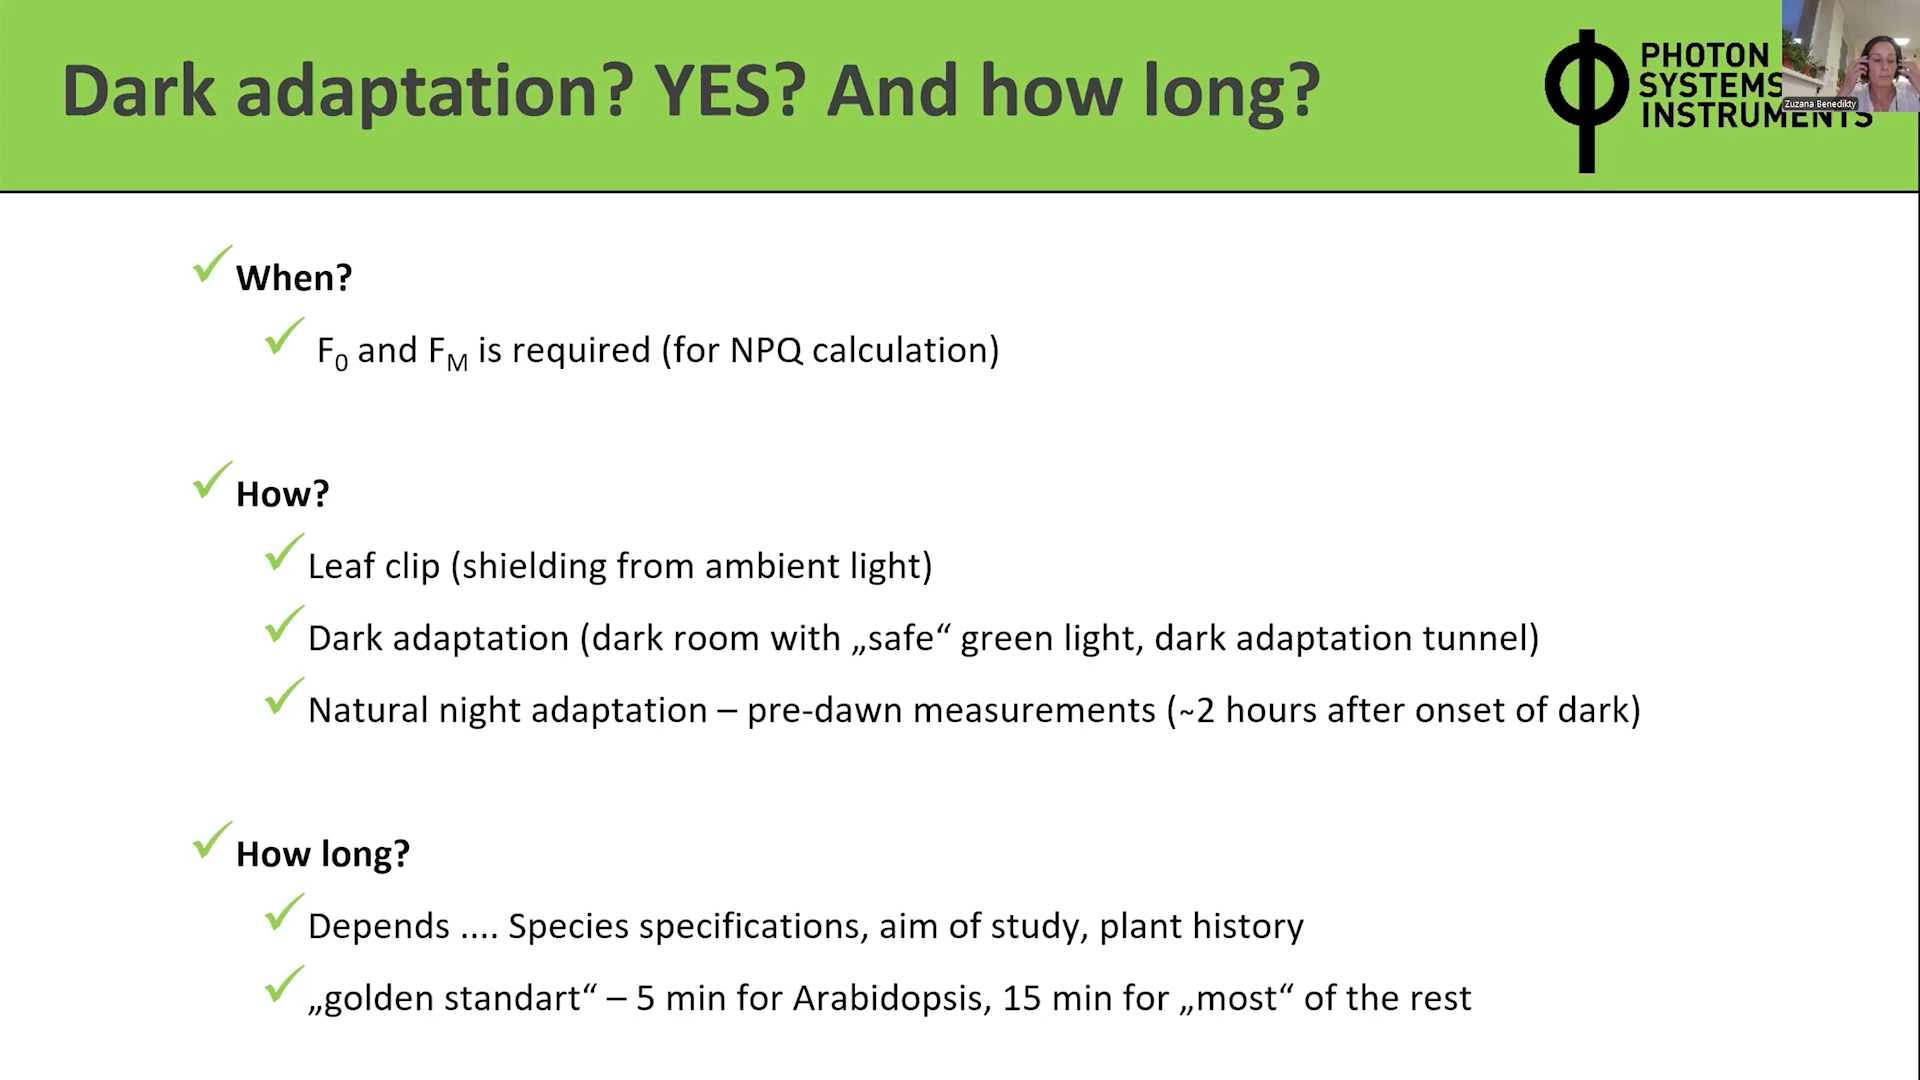 Dark adaptation? YES? And how long?
PHOTON
SYSTEMS
INSTRUMENTS
Zuzana Benedikty
When?
F0 and FM is required (for NPQ calculation)
How?
Leaf clip (shielding from ambient light)
Dark adaptation (dark room with „safe“ green light, dark adaptation tunnel)
Natural night adaptation – pre-dawn measurements (~2 hours after onset of dark)
How long?
Depends .... Species specifications, aim of study, plant history
„golden standart“ – 5 min for Arabidopsis, 15 min for „most“ of the rest